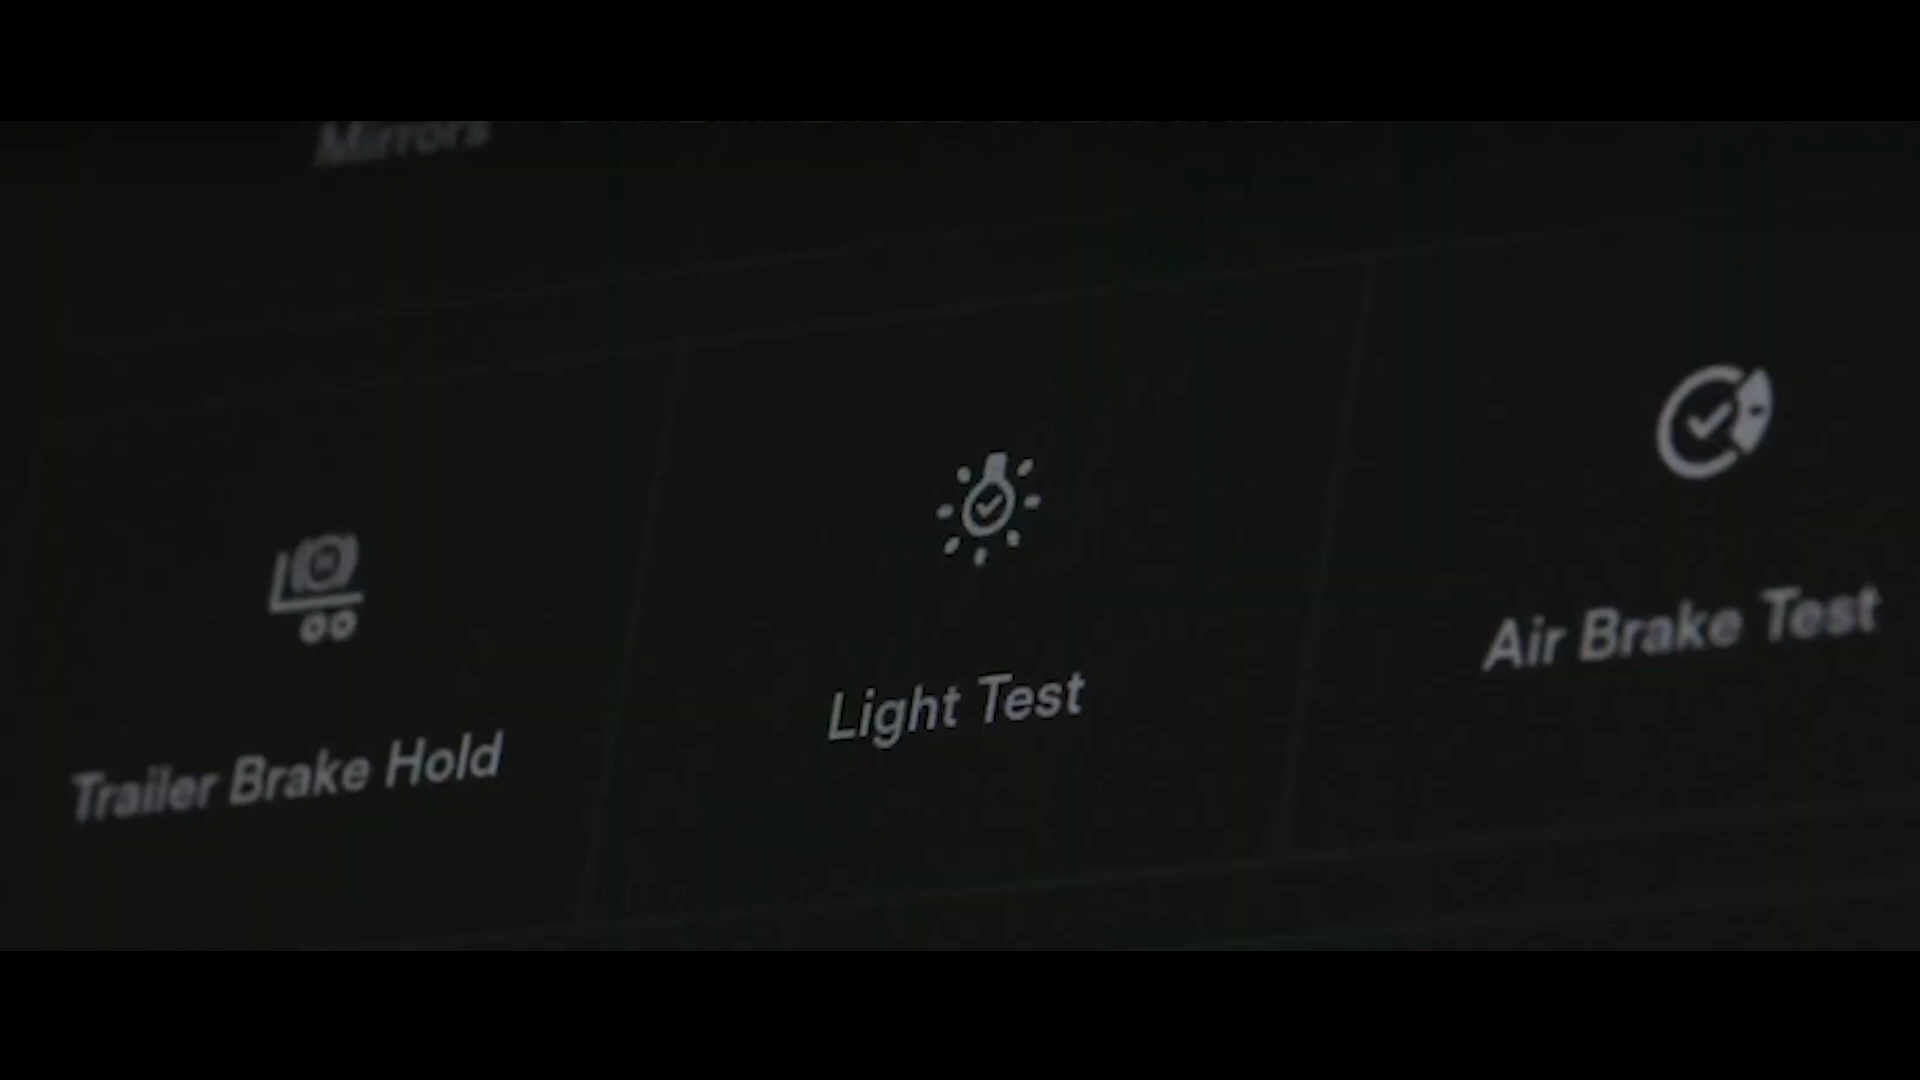 Mirrors
Trailer Brake Hold
Light Test
Air Brake Test